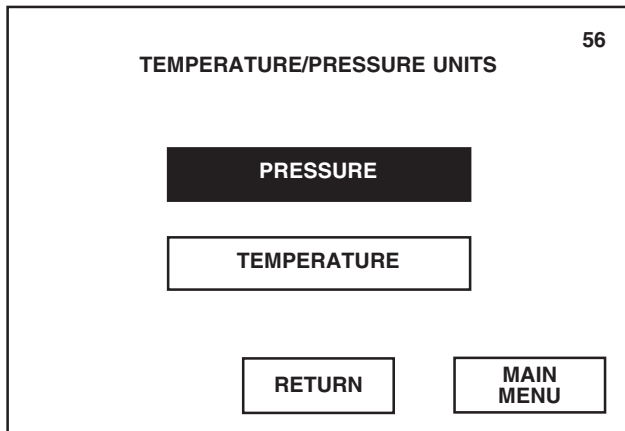 56
TEMPERATURE/PRESSURE UNITS
PRESSURE
TEMPERATURE
RETURN
MAIN
MENU